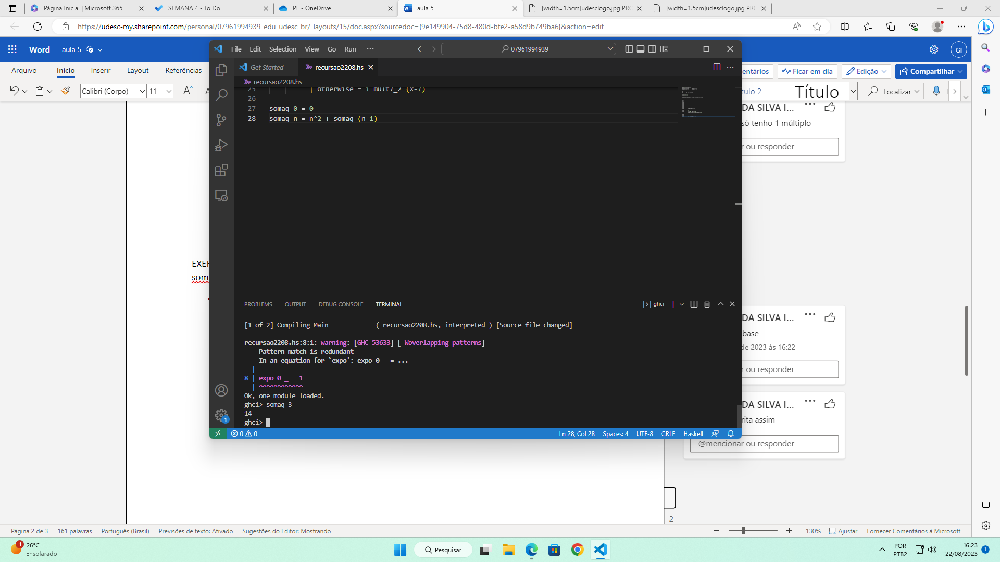 Página Inicial | Microsoft 365
SEMANA 4 - To Do
PF - OneDrive
aula 5
[width=1.5cm]udesclogo.jpg PRC
[width=1.5cm]udesclogo.jpg PRC
https://udesc-my.sharepoint.com/personal/07961994939_edu_udesc_br/_layouts/15/doc.aspx?sourcedoc={9e149904-75d8-480d-bfe2-a58d9b749ba6}&action=edit
Word aula 5
GI
Arquivo Início Inserir Layout Referências
entários Ficar em dia Edição Compartilhar
Calibri (Corpo) 11
tulo 2 Título Localizar
File Edit Selection View Go Run ···
07961994939
Get Started recursao2208.hs
recursao2208.hs
26
27 somaq 0 = 0
28 somaq n = n^2 + somaq (n-1)
PROBLEMS OUTPUT DEBUG CONSOLE TERMINAL
ghci
[1 of 2] Compiling Main ( recursao2208.hs, interpreted ) [Source file changed]
recursao2208.hs:8:1: warning: [GHC-53633] [-Woverlapping-patterns]
Pattern match is redundant
In an equation for `expo': expo 0 _ = ...
|
8 | expo 0 _ = 1
| ^^^^^^^^^^^^
Ok, one module loaded.
ghci> somaq 3
14
ghci>
0 0
Ln 28, Col 28 Spaces: 4 UTF-8 CRLF Haskell
1
EXE
som
DA SILVA I...
só tenho 1 múltiplo
r ou responder
DA SILVA I...
base
de 2023 às 16:22
r ou responder
DA SILVA I...
rita assim
@mencionar ou responder
2
Página 2 de 3 161 palavras Português (Brasil) Previsões de texto: Ativado Sugestões do Editor: Mostrando
130% Ajustar Fornecer Comentários à Microsoft
1
26°C
Ensolarado
Pesquisar
POR
PTB2
16:23
22/08/2023
1